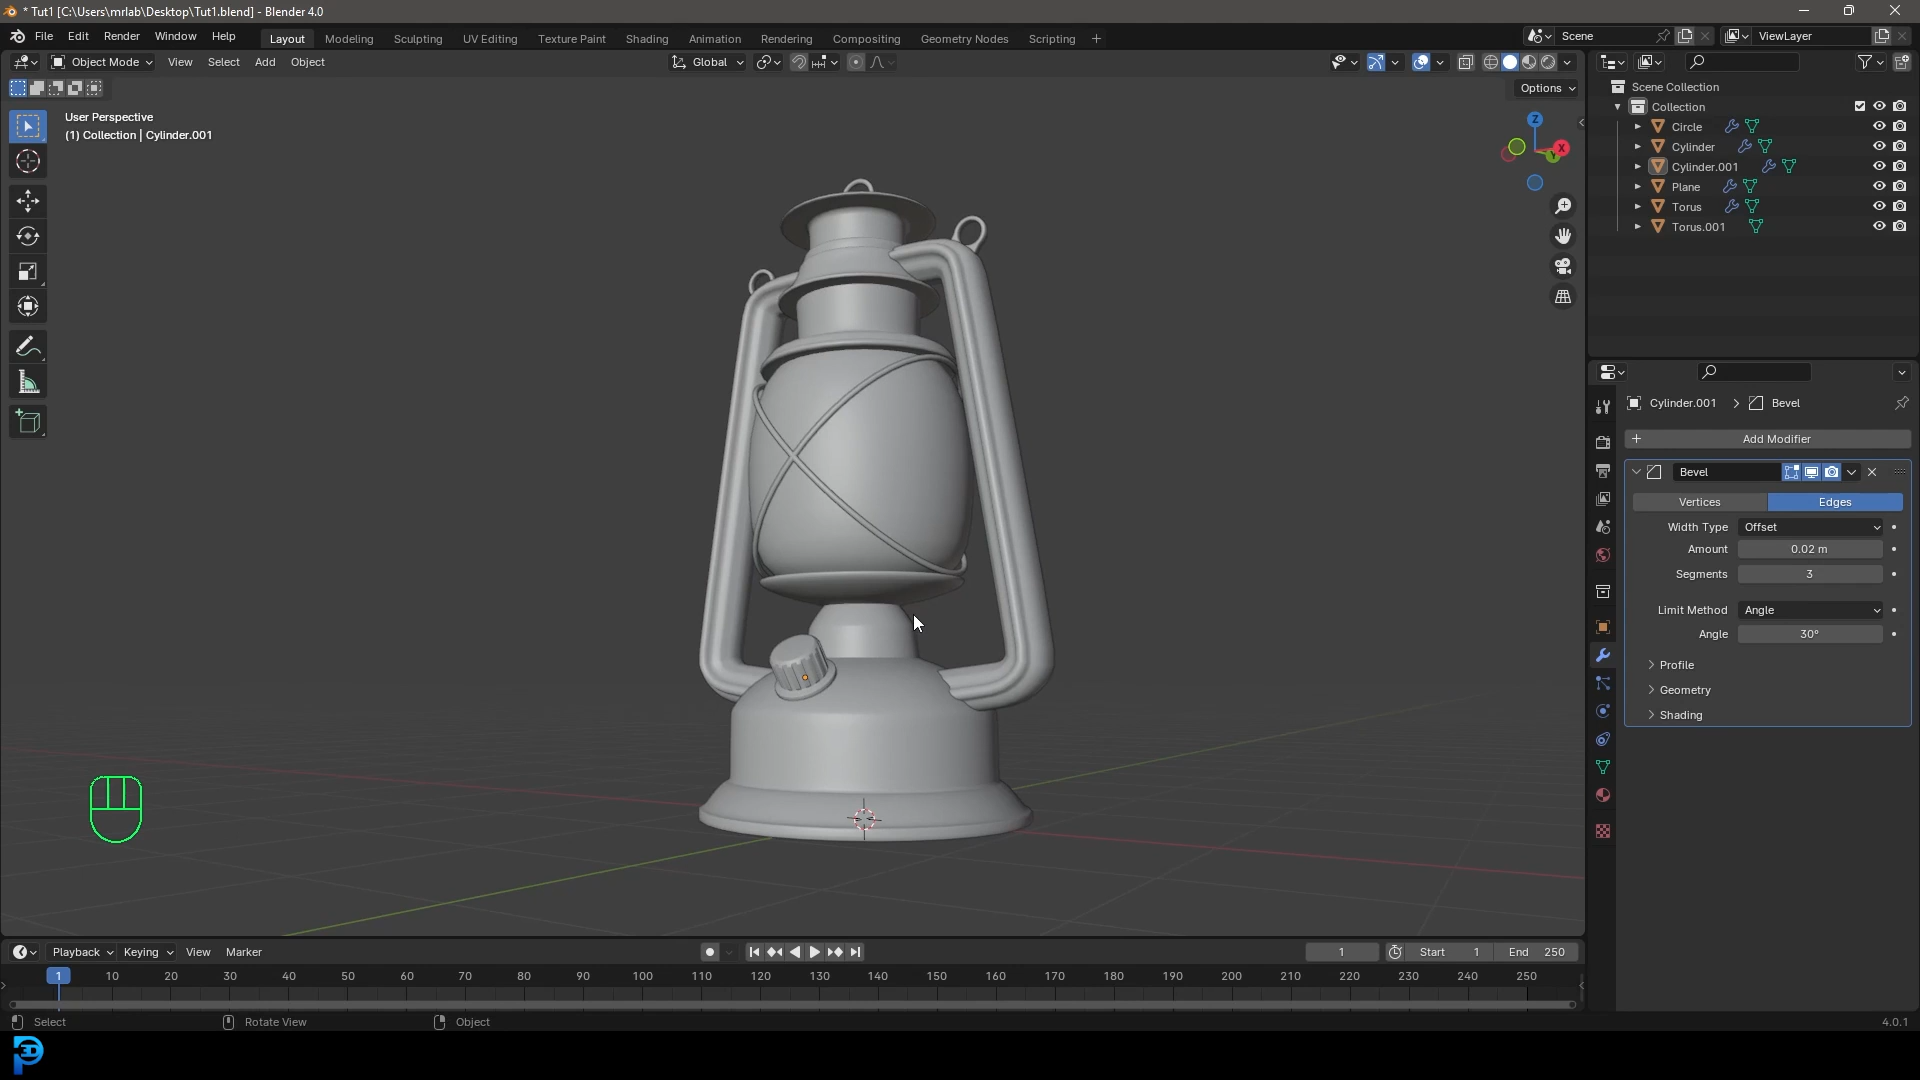 * Tut1 [C:\Users\mrlab\Desktop\Tut1.blend] - Blender 4.0
File Edit Render Window Help Layout Modeling Sculpting UV Editing Texture Paint Shading Animation Rendering Compositing Geometry Nodes Scripting + Scene ViewLayer
Object Mode View Select Add Object Global
Options
User Perspective
(1) Collection | Cylinder.001
Z
X
Y
Scene Collection
Collection
Circle
Cylinder
Cylinder.001
Plane
Torus
Torus.001
Cylinder.001 > Bevel
+ Add Modifier
Bevel
Vertices Edges
Width Type Offset
Amount 0.02 m
Segments 3
Limit Method Angle
Angle 30°
Profile
Geometry
Shading
Playback Keying View Marker 1 Start 1 End 250
1 10 20 30 40 50 60 70 80 90 100 110 120 130 140 150 160 170 180 190 200 210 220 230 240 250
Select Rotate View Object 4.0.1
3D